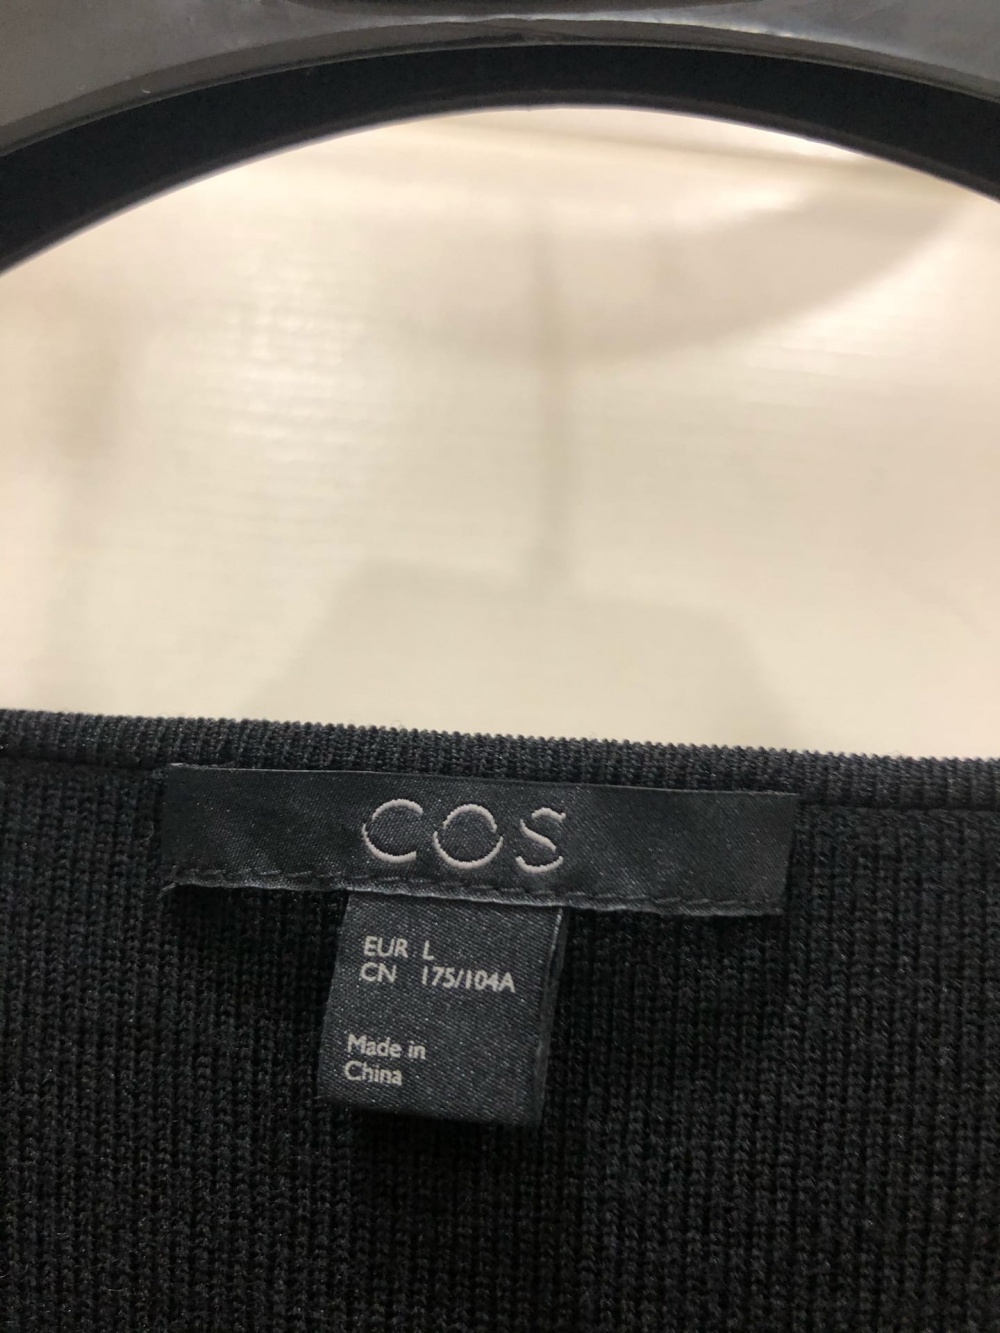 COS
EUR L
CN 175/104A
Made in
China